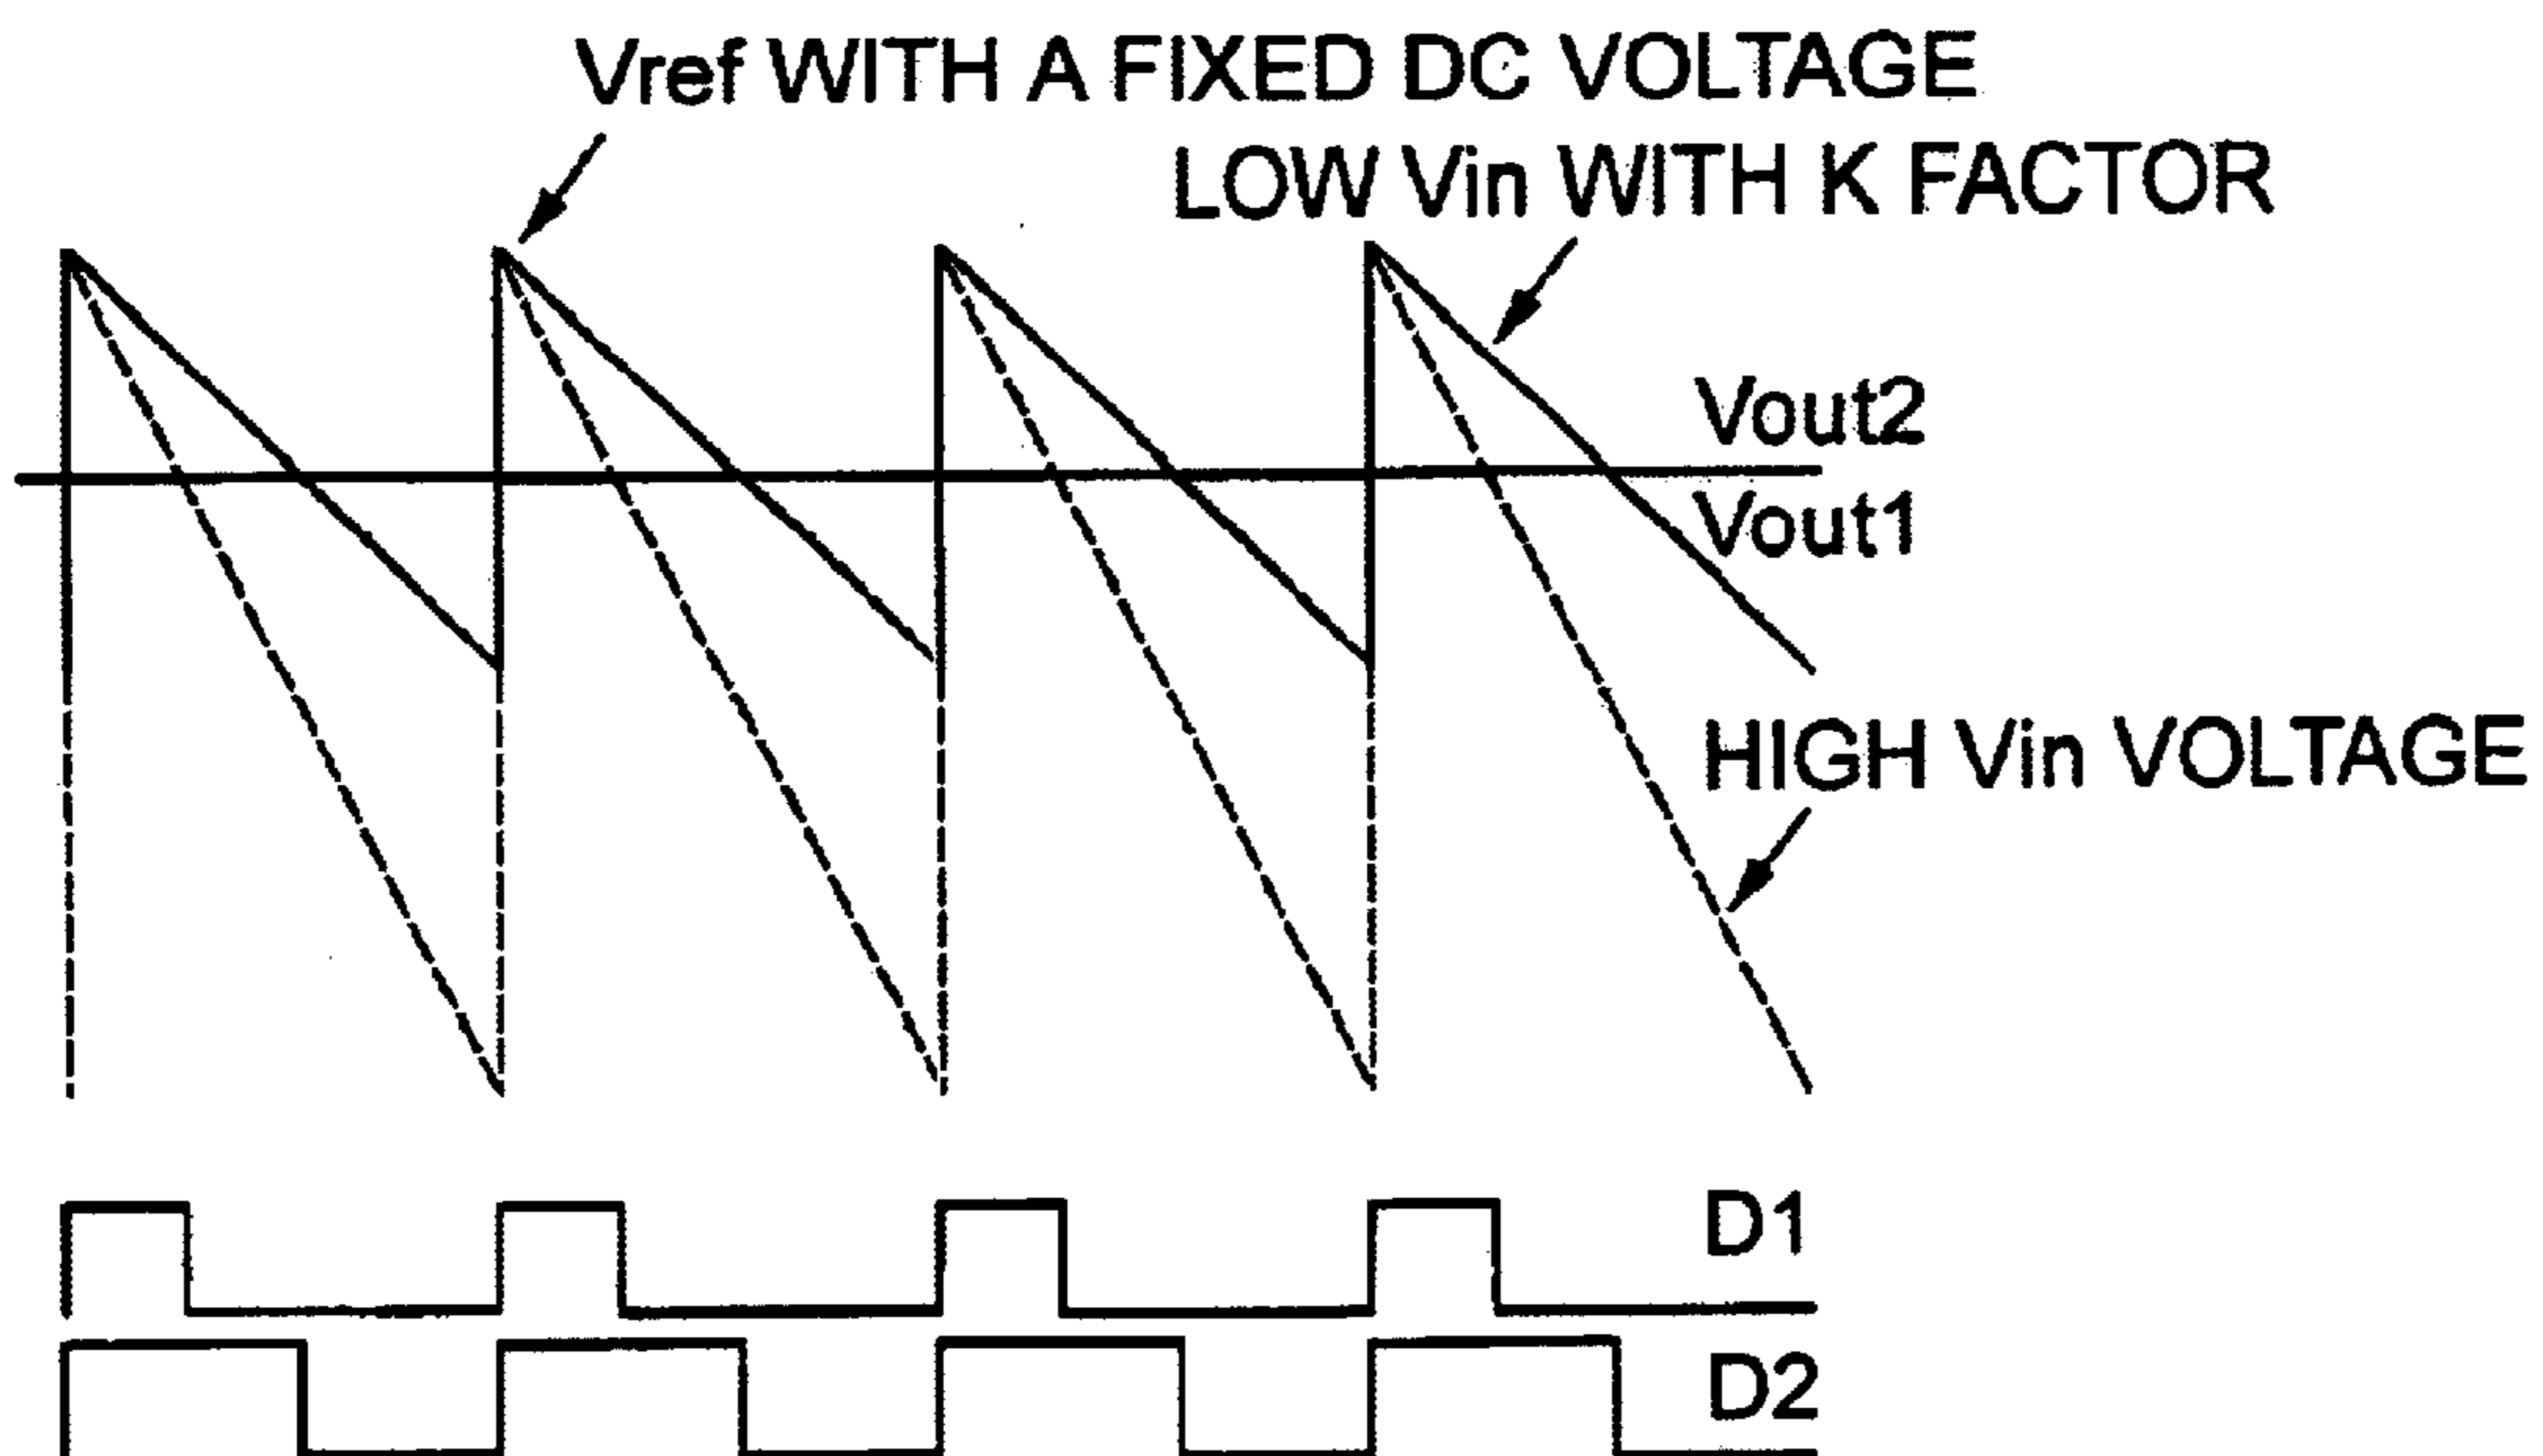 Vref WITH A FIXED DC VOLTAGE
LOW Vin WITH K FACTOR
Vout2
Vout1
HIGH Vin VOLTAGE
D1
D2